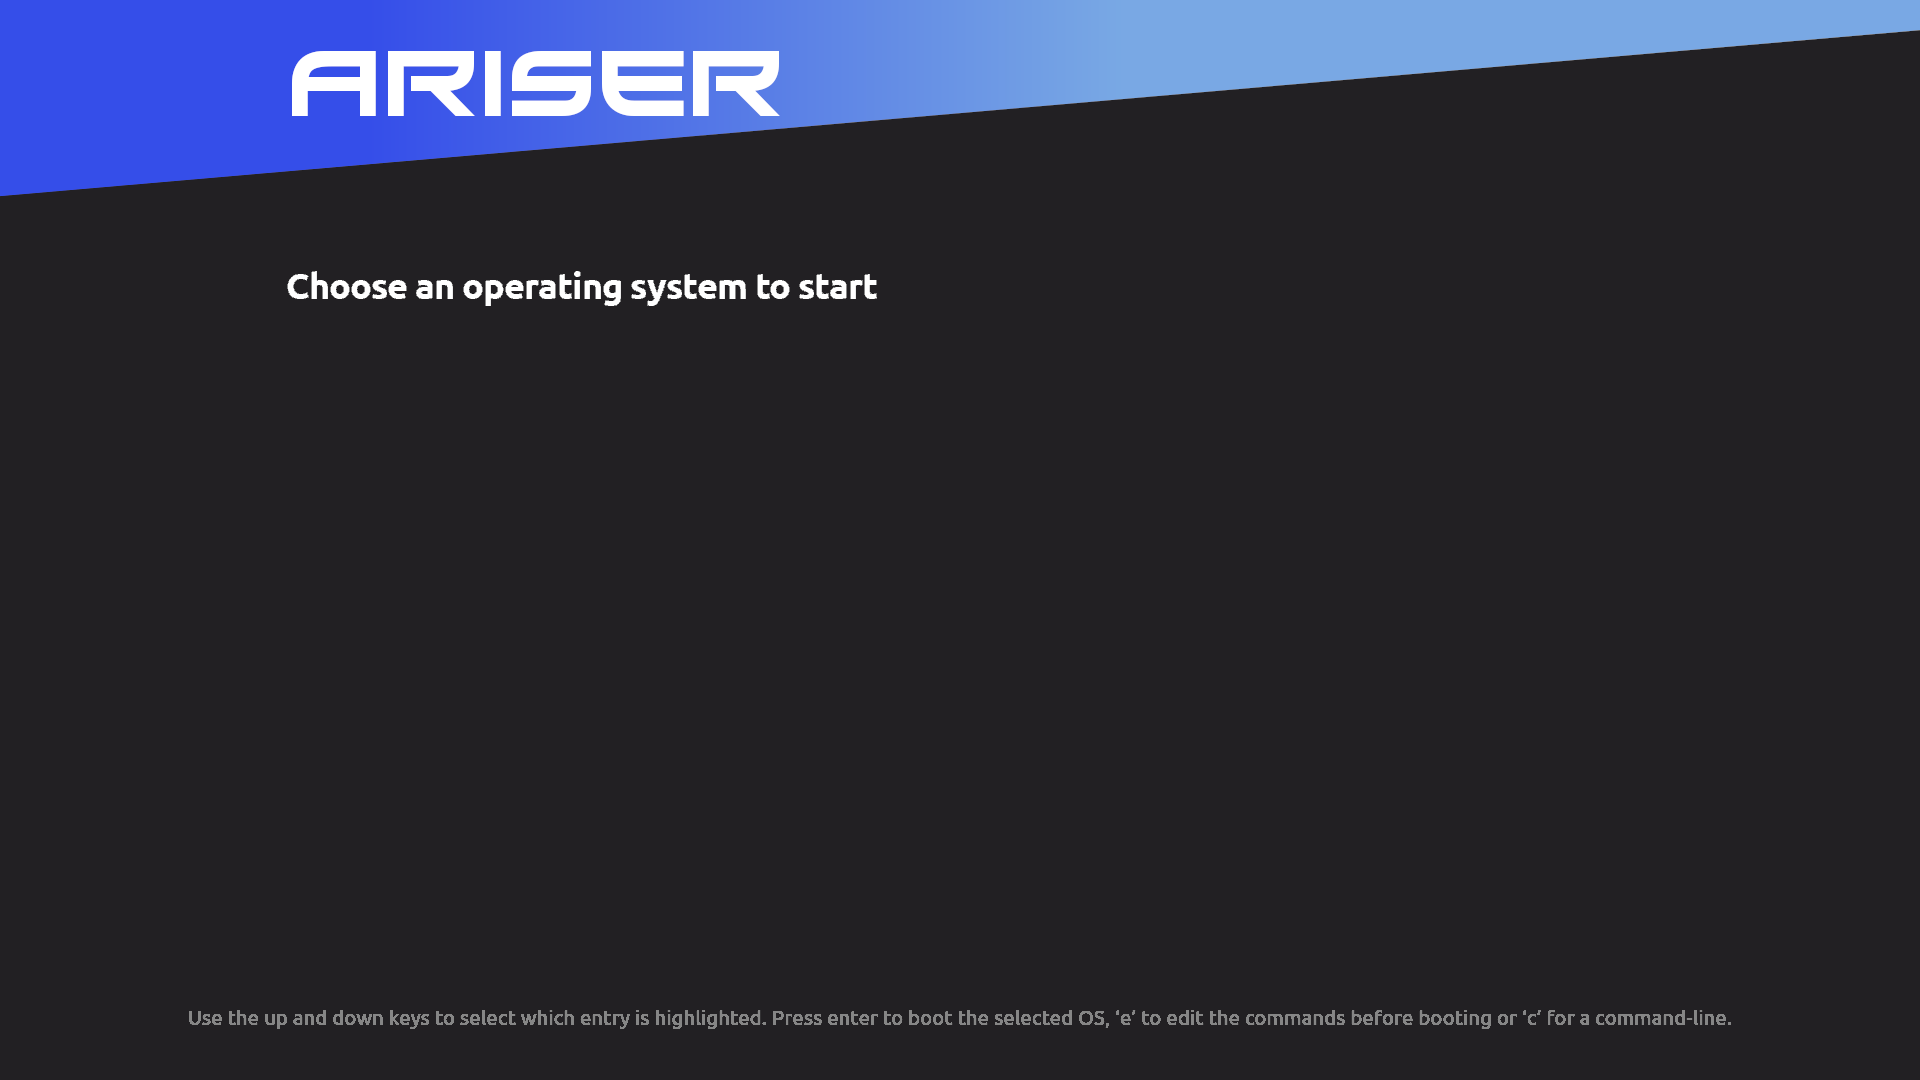 ARISER
Choose an operating system to start
Use the up and down keys to select which entry is highlighted. Press enter to boot the selected OS, ‘e’ to edit the commands before booting or ‘c’ for a command-line.